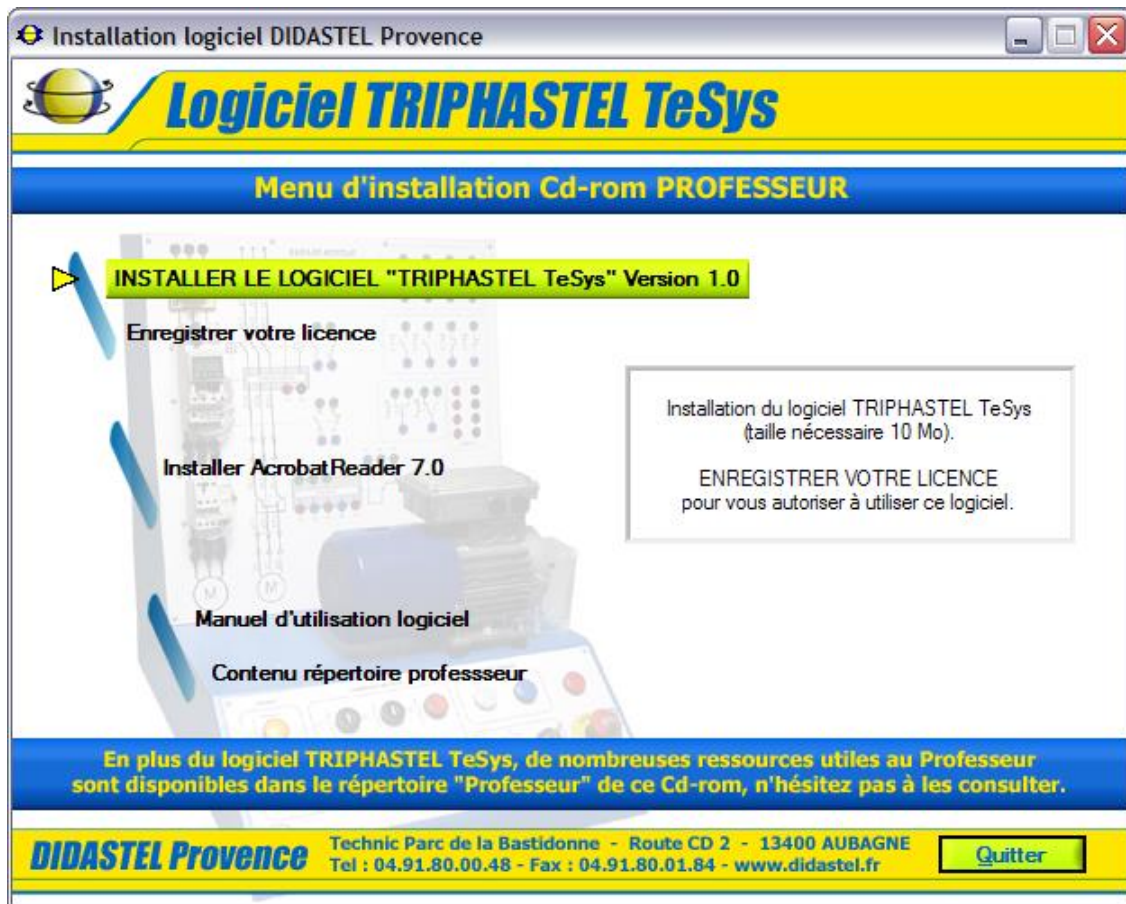 Installation logiciel DIDASTEL Provence
Logiciel TRIPHASTEL TeSys
Menu d'installation Cd-rom PROFESSEUR
INSTALLER LE LOGICIEL "TRIPHASTEL TeSys" Version 1.0
Enregistrer votre licence
Installation du logiciel TRIPHASTEL TeSys
(taille nécessaire 10 Mo).
ENREGISTRER VOTRE LICENCE
pour vous autoriser à utiliser ce logiciel.
Installer AcrobatReader 7.0
Manuel d'utilisation logiciel
Contenu répertoire professseur
En plus du logiciel TRIPHASTEL TeSys, de nombreuses ressources utiles au Professeur
sont disponibles dans le répertoire "Professeur" de ce Cd-rom, n'hésitez pas à les consulter.
DIDASTEL Provence
Technic Parc de la Bastidonne - Route CD 2 - 13400 AUBAGNE
Tel : 04.91.80.00.48 - Fax : 04.91.80.01.84 - www.didastel.fr
Quitter